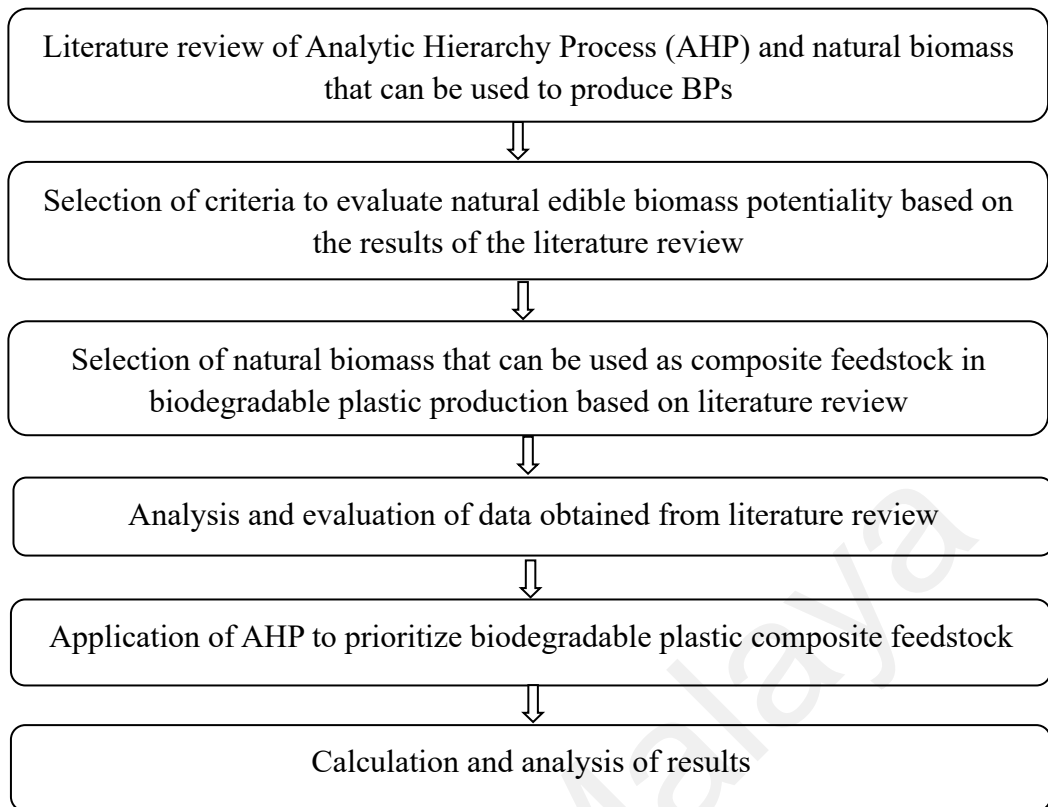 Literature review of Analytic Hierarchy Process (AHP) and natural biomass
that can be used to produce BPs
Selection of criteria to evaluate natural edible biomass potentiality based on
the results of the literature review
Selection of natural biomass that can be used as composite feedstock in
biodegradable plastic production based on literature review
Analysis and evaluation of data obtained from literature review
Application of AHP to prioritize biodegradable plastic composite feedstock
Calculation and analysis of results
Malaya